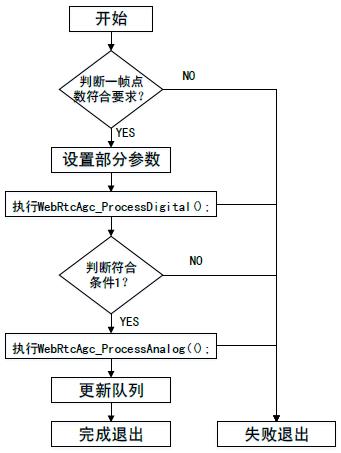 开始
判断一帧点
数符合要求?
NO
YES
设置部分参数
执行WebRtcAgc_ProcessDigital();
判断符合
条件1?
NO
YES
执行WebRtcAgc_ProcessAnalog();
更新队列
完成退出
失败退出